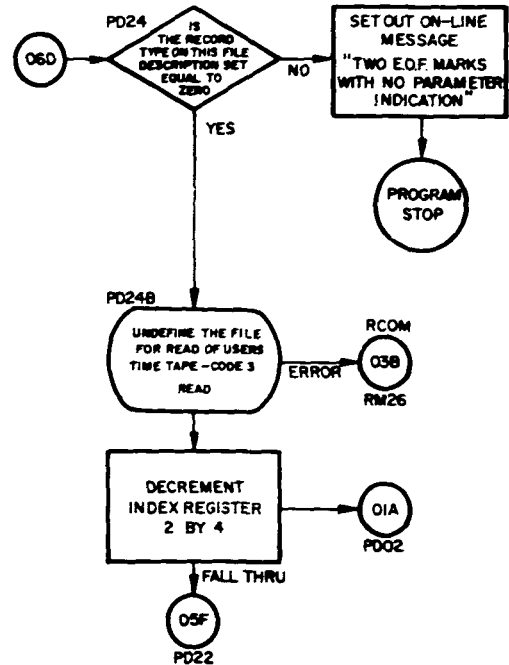 PD24
06D
IS
THE RECORD
TYPE ON THIS FILE
DESCRIPTION SET
EQUAL TO
ZERO
NO
YES
SET OUT ON-LINE
MESSAGE
"TWO E.O.F. MARKS
WITH NO PARAMETER
INDICATION"
PROGRAM
STOP
PD24B
UNDEFINE THE FILE
FOR READ OF USERS
TIME TAPE-CODE 3
READ
ERROR
RCOM
03B
RM26
DECREMENT
INDEX REGISTER
2 BY 4
01A
PD02
FALL THRU
05F
PD22